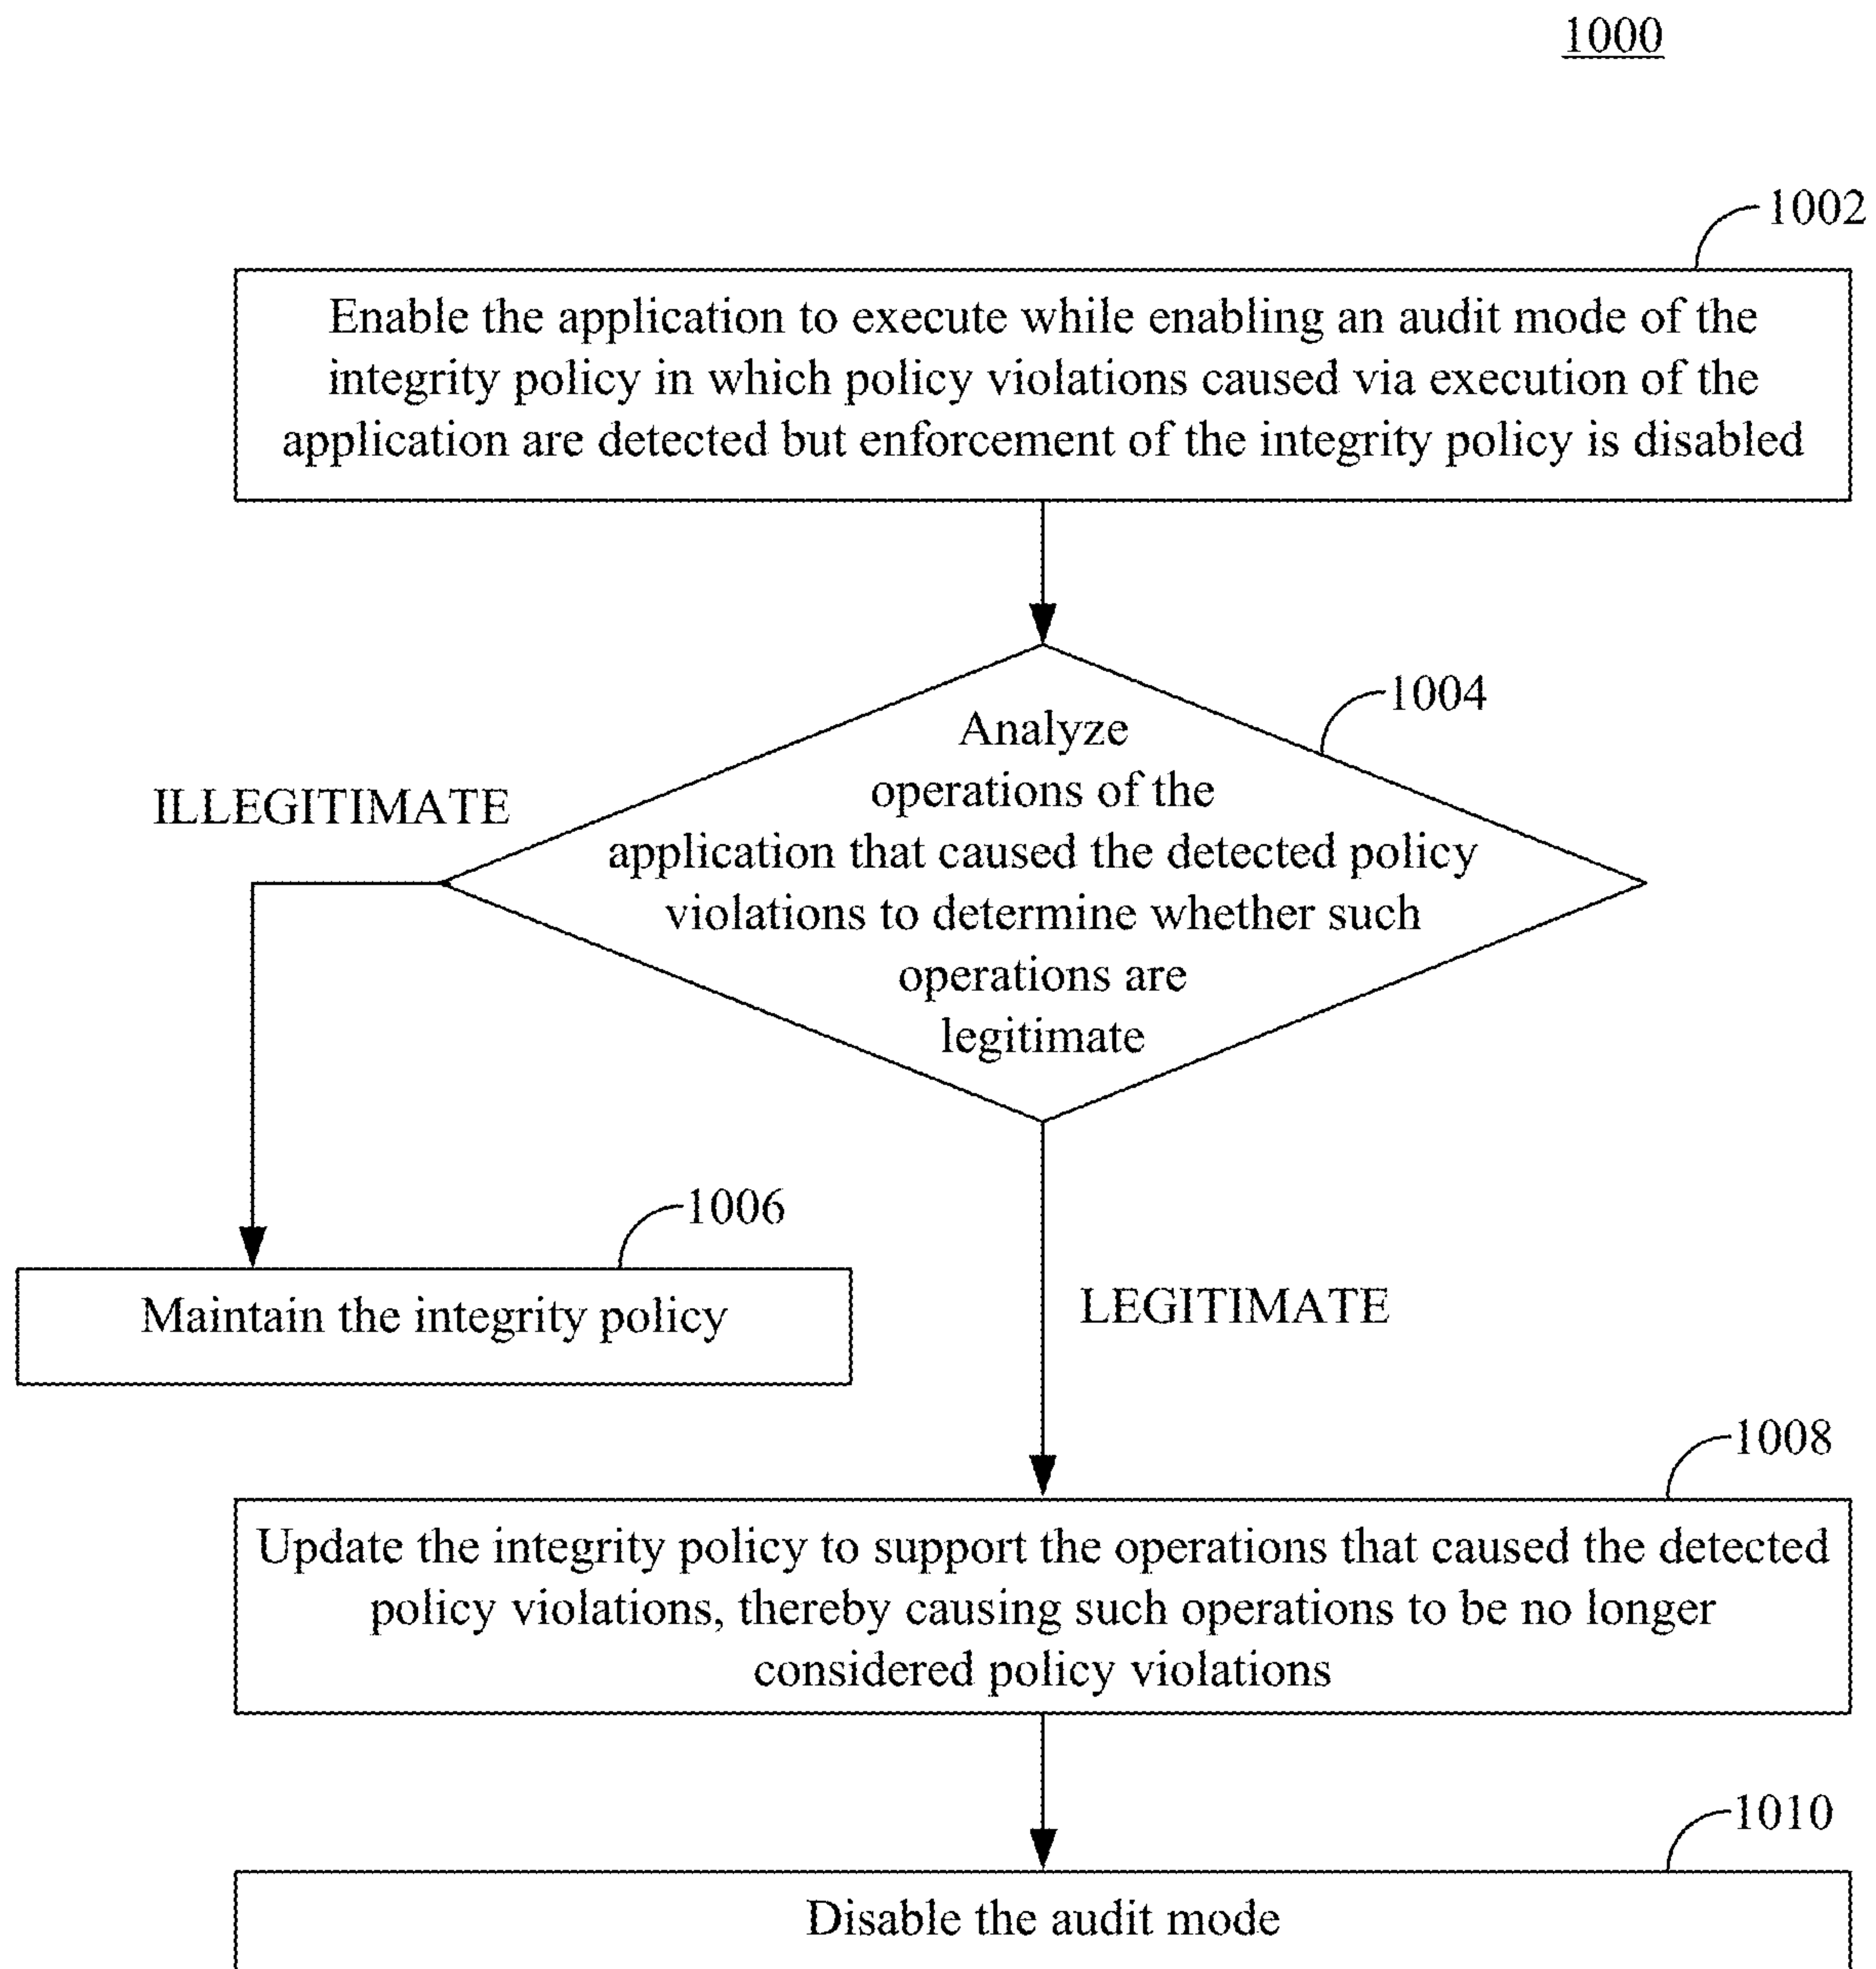 1000
1002
Enable the application to execute while enabling an audit mode of the
integrity policy in which policy violations caused via execution of the
application are detected but enforcement of the integrity policy is disabled
1004
Analyze
operations of the
application that caused the detected policy
violations to determine whether such
operations are
legitimate
ILLEGITIMATE
1006
Maintain the integrity policy
LEGITIMATE
1008
Update the integrity policy to support the operations that caused the detected
policy violations, thereby causing such operations to be no longer
considered policy violations
1010
Disable the audit mode